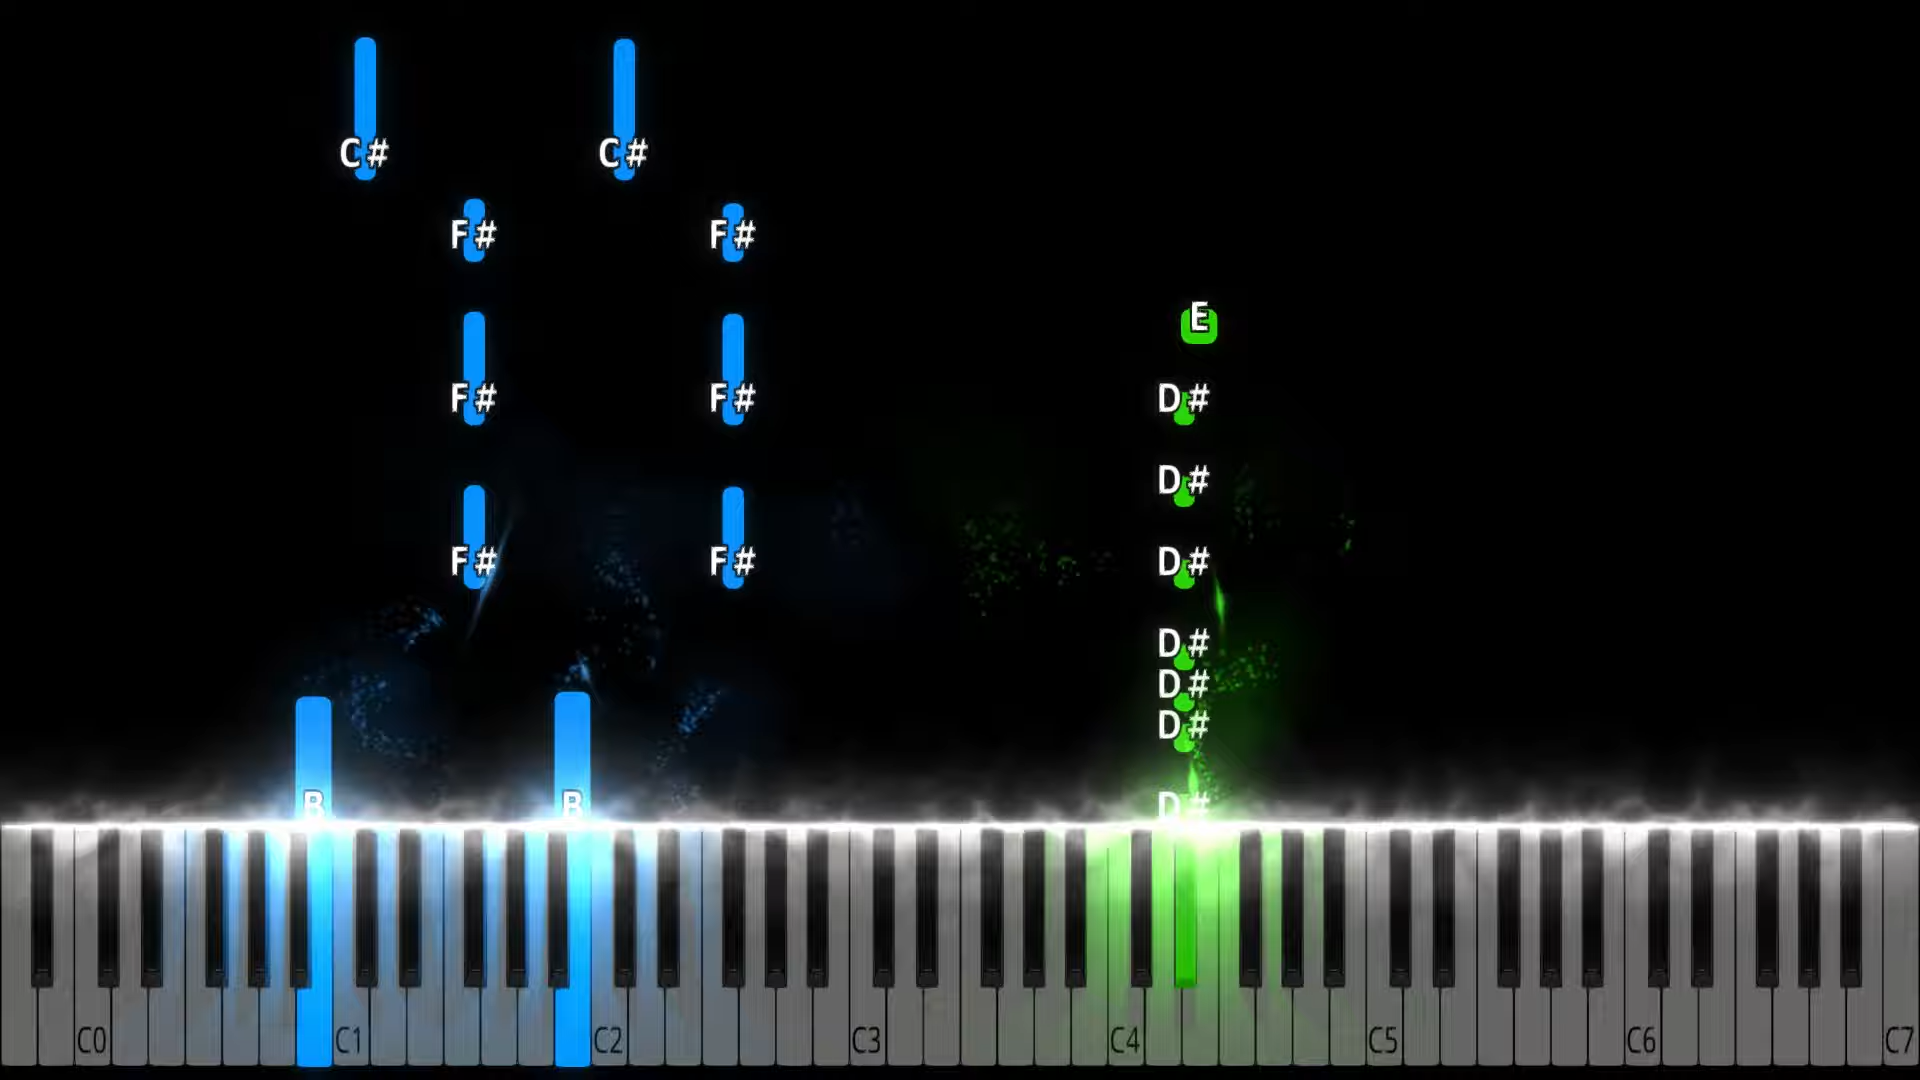 C# C#
F# F#
E
F# F# D#
D#
F# F# D#
D#
D#
D#
B B D#
C0 C1 C2 C3 C4 C5 C6 C7